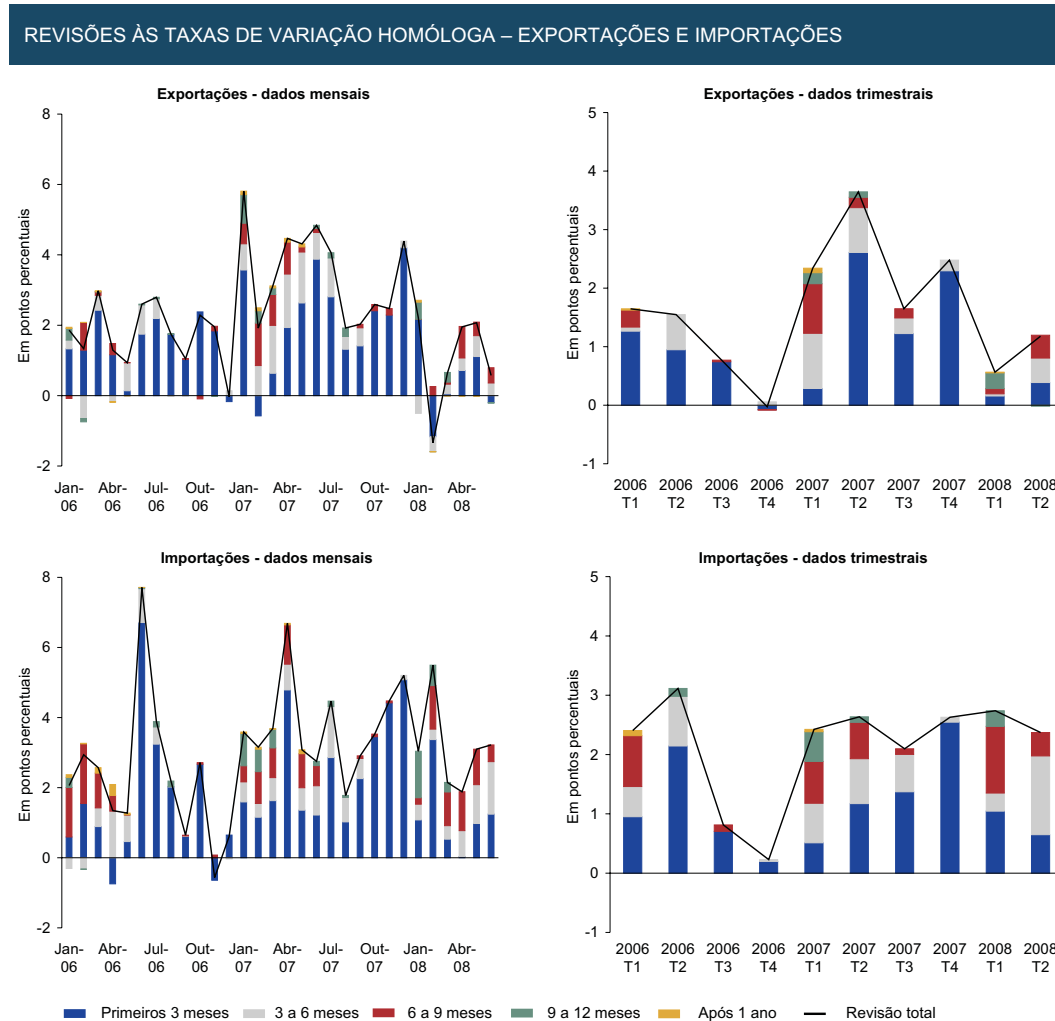 REVISÕES ÀS TAXAS DE VARIAÇÃO HOMÓLOGA – EXPORTAÇÕES E IMPORTAÇÕES
Exportações - dados mensais
Em pontos percentuais
8
6
4
2
0
-2
Jan-06 Abr-06 Jul-06 Out-06 Jan-07 Abr-07 Jul-07 Out-07 Jan-08 Abr-08
Exportações - dados trimestrais
Em pontos percentuais
5
4
3
2
1
0
-1
2006 2006 2006 2006 2007 2007 2007 2007 2008 2008
T1 T2 T3 T4 T1 T2 T3 T4 T1 T2
Importações - dados mensais
Em pontos percentuais
8
6
4
2
0
-2
Jan-06 Abr-06 Jul-06 Out-06 Jan-07 Abr-07 Jul-07 Out-07 Jan-08 Abr-08
Importações - dados trimestrais
Em pontos percentuais
5
4
3
2
1
0
-1
2006 2006 2006 2006 2007 2007 2007 2007 2008 2008
T1 T2 T3 T4 T1 T2 T3 T4 T1 T2
Primeiros 3 meses 3 a 6 meses 6 a 9 meses 9 a 12 meses Após 1 ano Revisão total